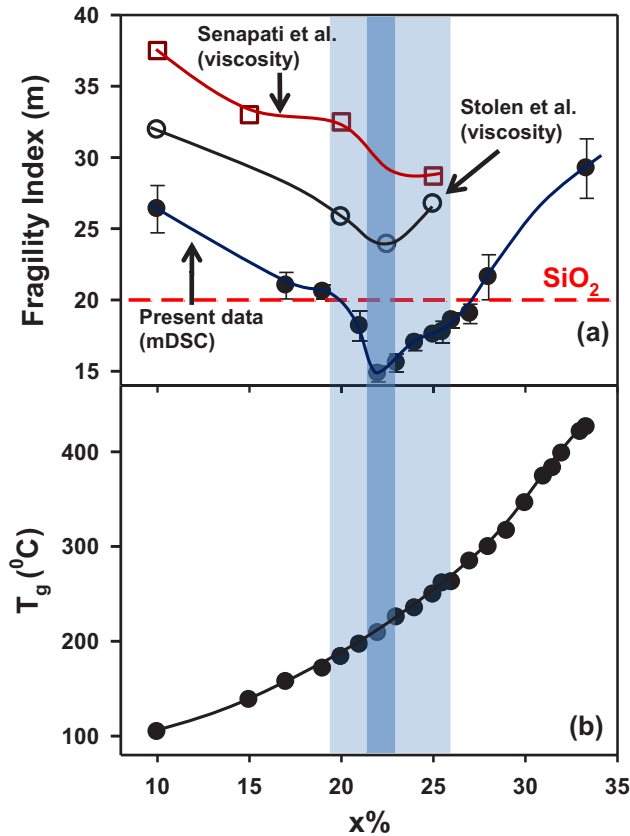 40
35
30
25
20
15
Fragility Index (m)
Senapati et al.
(viscosity)
Stolen et al.
(viscosity)
SiO₂
Present data
(mDSC)
(a)
400
300
200
100
T_g (⁰C)
(b)
10 15 20 25 30 35
x%